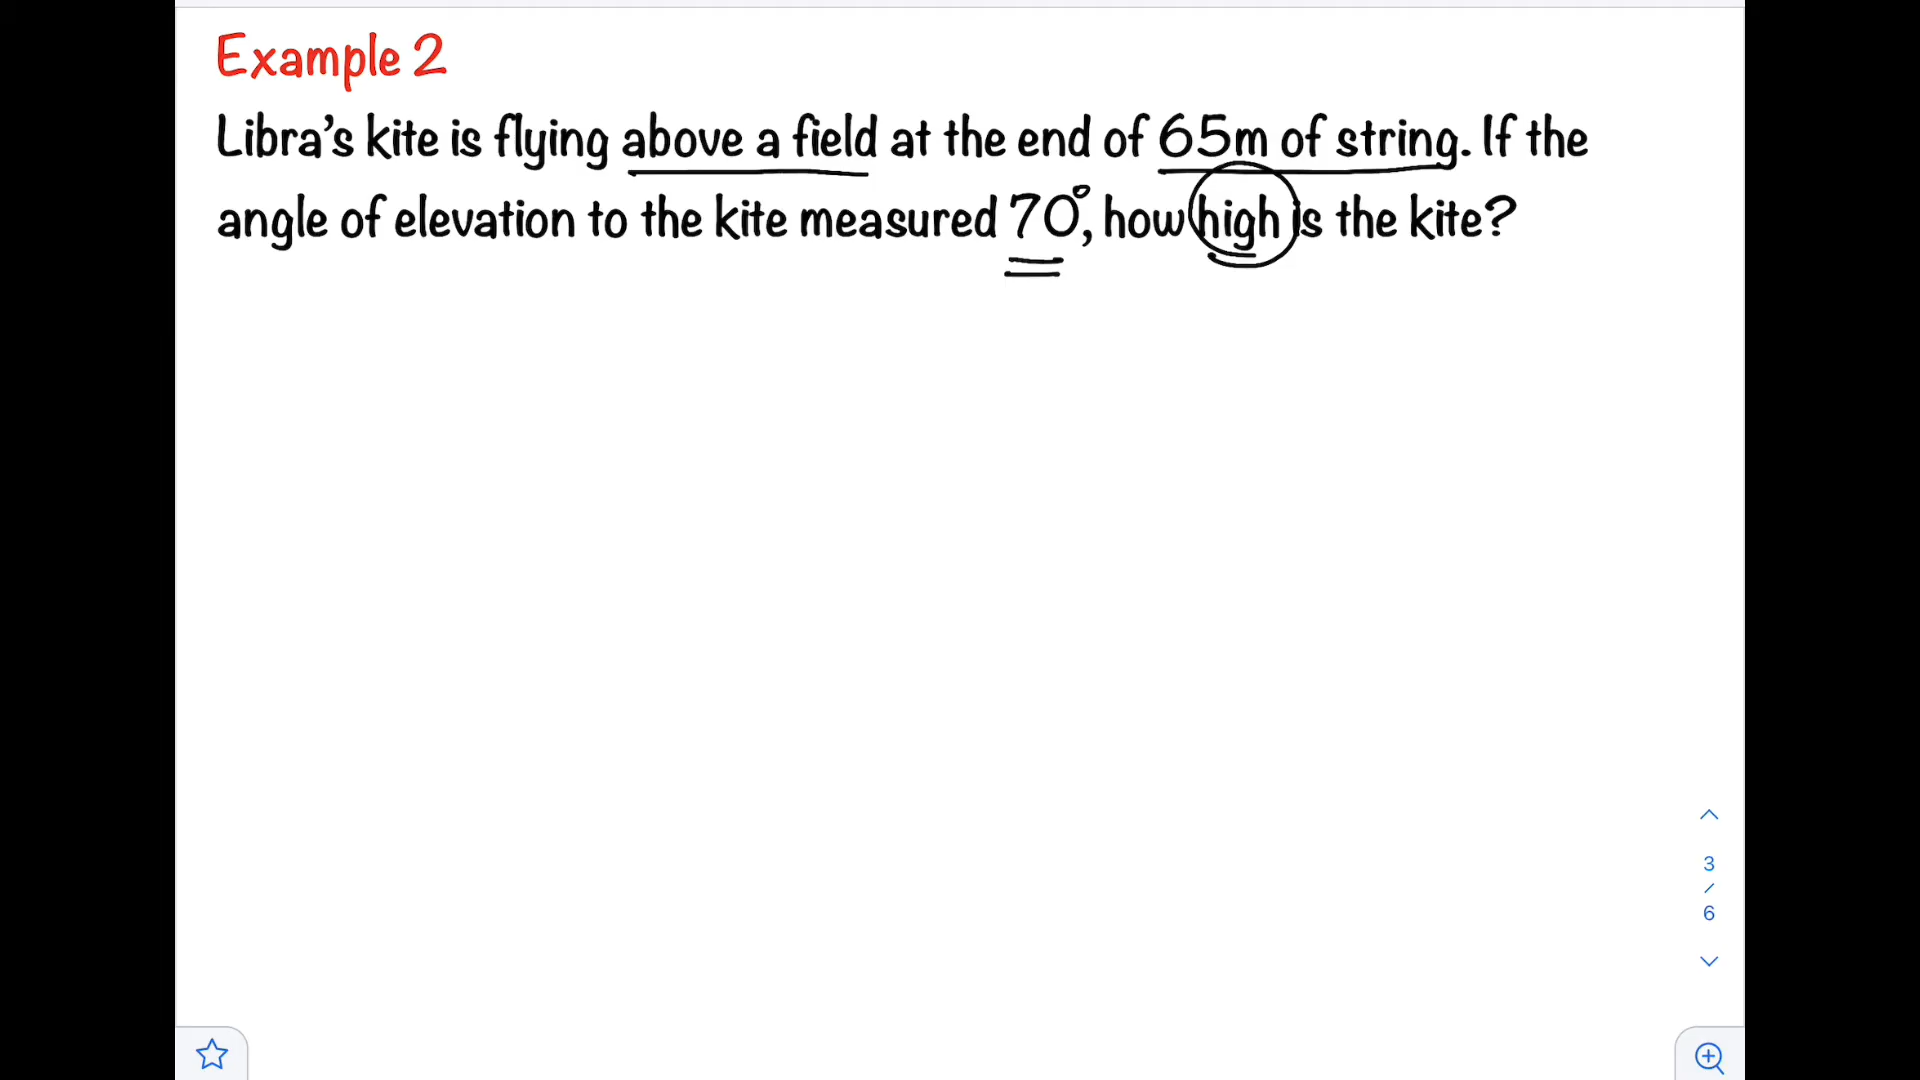 Example 2
Libra's kite is flying above a field at the end of 65m of string. If the
angle of elevation to the kite measured 70°, how high is the kite?
3
/
6